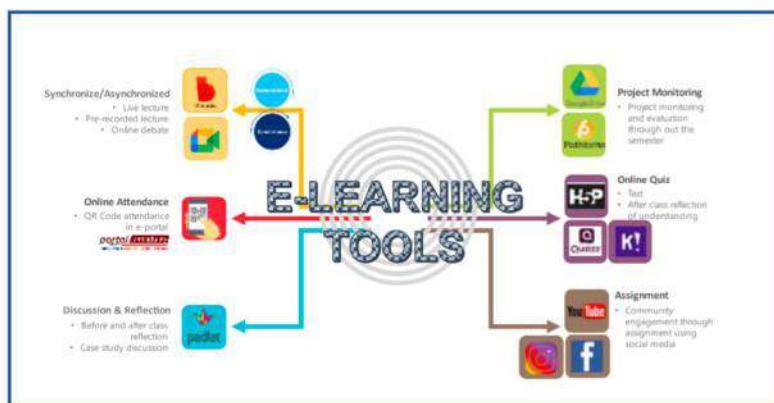 E-LEARNING
TOOLS
Synchronize/Asynchronized
• Live lecture
• Pre-recorded lecture
• Online debate
Online Attendance
• QR Code attendance
in e-portal
portal
Discussion & Reflection
• Before and after class
reflection
• Case study discussion
padlet
Project Monitoring
• Project monitoring
and evaluation
through out the
semester
Online Quiz
• Test
• After class reflection
of understanding
H5P
Quizizz
K!
Assignment
• Community
engagement through
assignment using
social media
YouTube
f